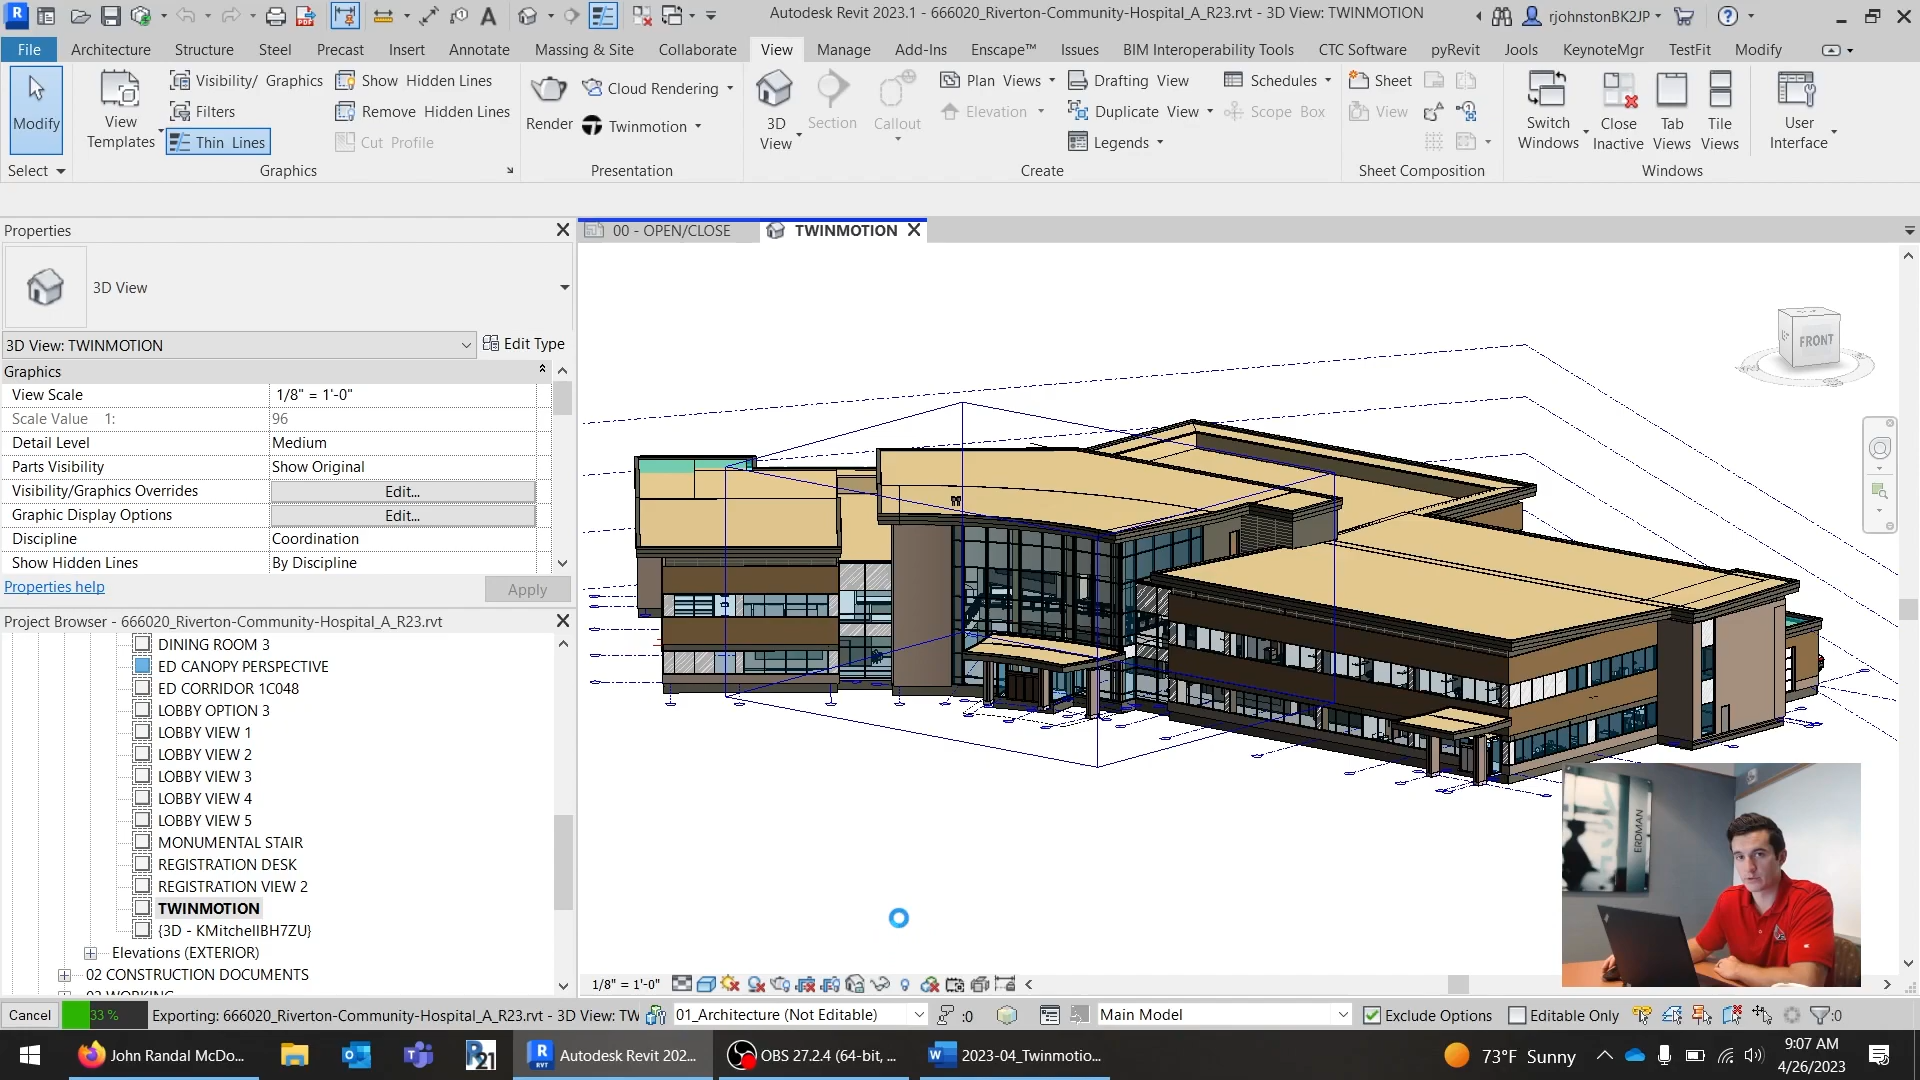 Autodesk Revit 2023.1 - 666020_Riverton-Community-Hospital_A_R23.rvt - 3D View: TWINMOTION
rjohnstonBK2JP
File Architecture Structure Steel Precast Insert Annotate Massing & Site Collaborate View Manage Add-Ins Enscape™ Issues BIM Interoperability Tools CTC Software pyRevit Jools KeynoteMgr TestFit Modify
Modify
View Templates
Visibility/ Graphics
Filters
Thin Lines
Show Hidden Lines
Remove Hidden Lines
Cut Profile
Render
Cloud Rendering
Twinmotion
3D View
Section
Callout
Plan Views
Elevation
Drafting View
Duplicate View
Legends
Schedules
Scope Box
Sheet
View
Switch Windows
Close Inactive
Tab Views
Tile Views
User Interface
Select
Graphics
Presentation
Create
Sheet Composition
Windows
Properties
3D View
3D View: TWINMOTION
Edit Type
Graphics
View Scale 1/8" = 1'-0"
Scale Value 1: 96
Detail Level Medium
Parts Visibility Show Original
Visibility/Graphics Overrides Edit...
Graphic Display Options Edit...
Discipline Coordination
Show Hidden Lines By Discipline
Properties help
Apply
Project Browser - 666020_Riverton-Community-Hospital_A_R23.rvt
DINING ROOM 3
ED CANOPY PERSPECTIVE
ED CORRIDOR 1C048
LOBBY OPTION 3
LOBBY VIEW 1
LOBBY VIEW 2
LOBBY VIEW 3
LOBBY VIEW 4
LOBBY VIEW 5
MONUMENTAL STAIR
REGISTRATION DESK
REGISTRATION VIEW 2
TWINMOTION
{3D - KMitchellBH7ZU}
Elevations (EXTERIOR)
02 CONSTRUCTION DOCUMENTS
00 - OPEN/CLOSE
TWINMOTION
FRONT
ERDMAN
1/8" = 1'-0"
Cancel
33 %
Exporting: 666020_Riverton-Community-Hospital_A_R23.rvt - 3D View: TW
01_Architecture (Not Editable)
:0
Main Model
Exclude Options
Editable Only
:0
John Randal McDo...
R21
Autodesk Revit 202...
OBS 27.2.4 (64-bit, ...
2023-04_Twinmotio...
73°F Sunny
9:07 AM
4/26/2023